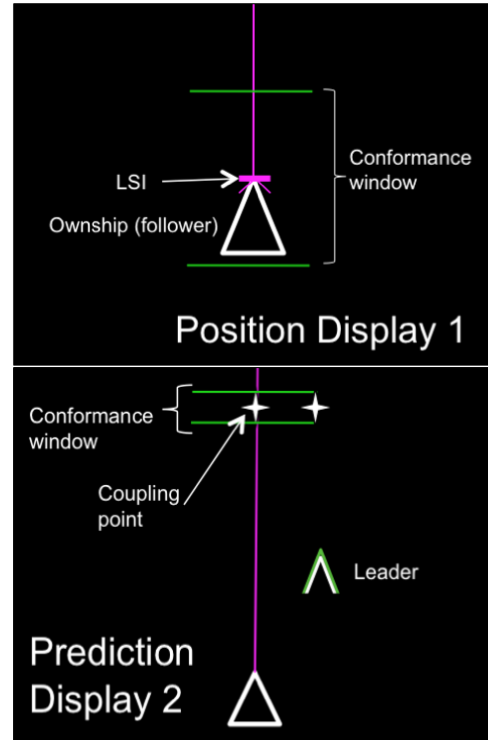 Conformance
window
LSI
Ownship (follower)
Position Display 1
Conformance
window
Coupling
point
Leader
Prediction
Display 2